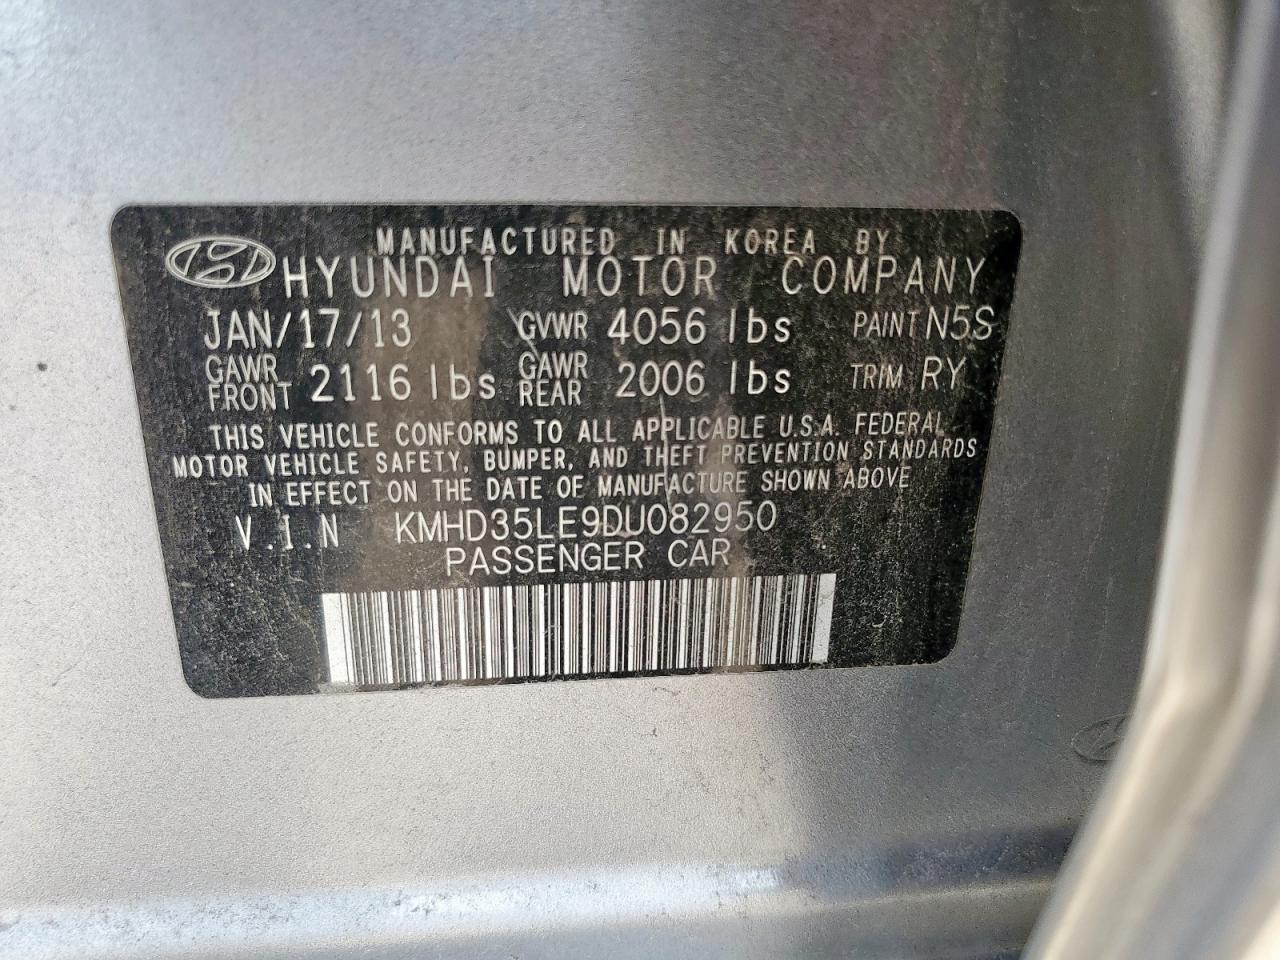 MANUFACTURED IN KOREA BY
HYUNDAI MOTOR COMPANY
JAN/17/13 GVWR 4056 lbs PAINT N5S
GAWR FRONT 2116 lbs GAWR REAR 2006 lbs TRIM RY
THIS VEHICLE CONFORMS TO ALL APPLICABLE U.S.A. FEDERAL
MOTOR VEHICLE SAFETY, BUMPER, AND THEFT PREVENTION STANDARDS
IN EFFECT ON THE DATE OF MANUFACTURE SHOWN ABOVE
V.I.N KMHD35LE9DU082950
PASSENGER CAR